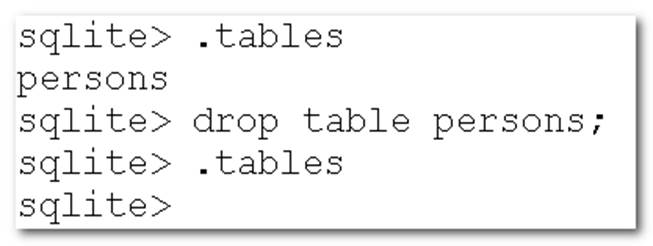 sqlite> .tables
persons
sqlite> drop table persons;
sqlite> .tables
sqlite>